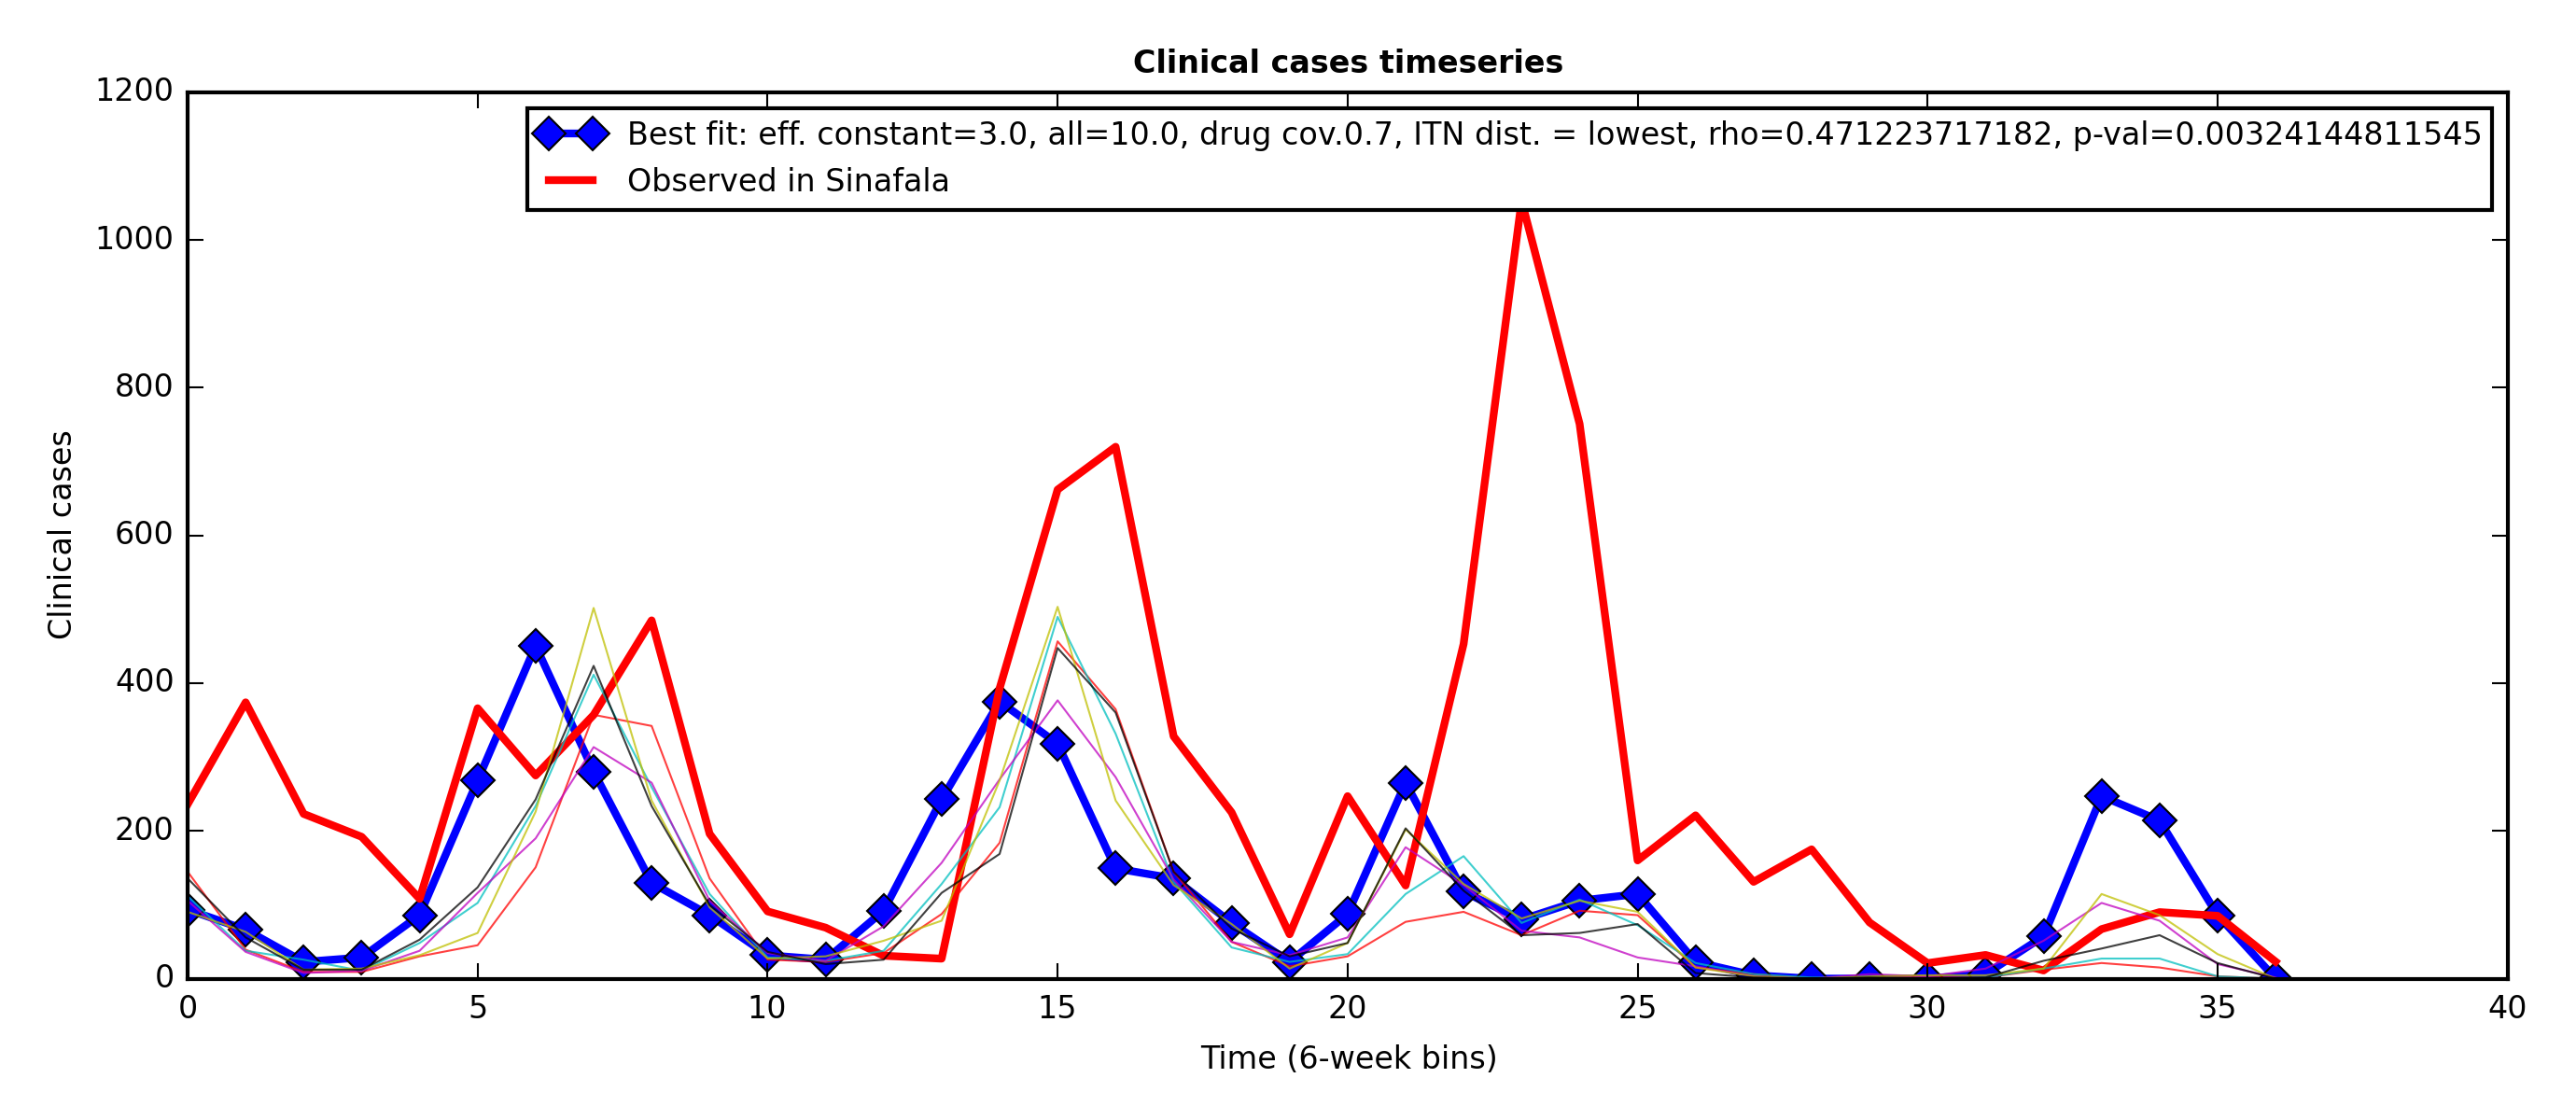 Clinical cases timeseries
Best fit: eff. constant=3.0, all=10.0, drug cov.0.7, ITN dist. = lowest, rho=0.471223717182, p-val=0.00324144811545
Observed in Sinafala
1200
1000
800
600
400
200
0
Clinical cases
0 5 10 15 20 25 30 35 40
Time (6-week bins)